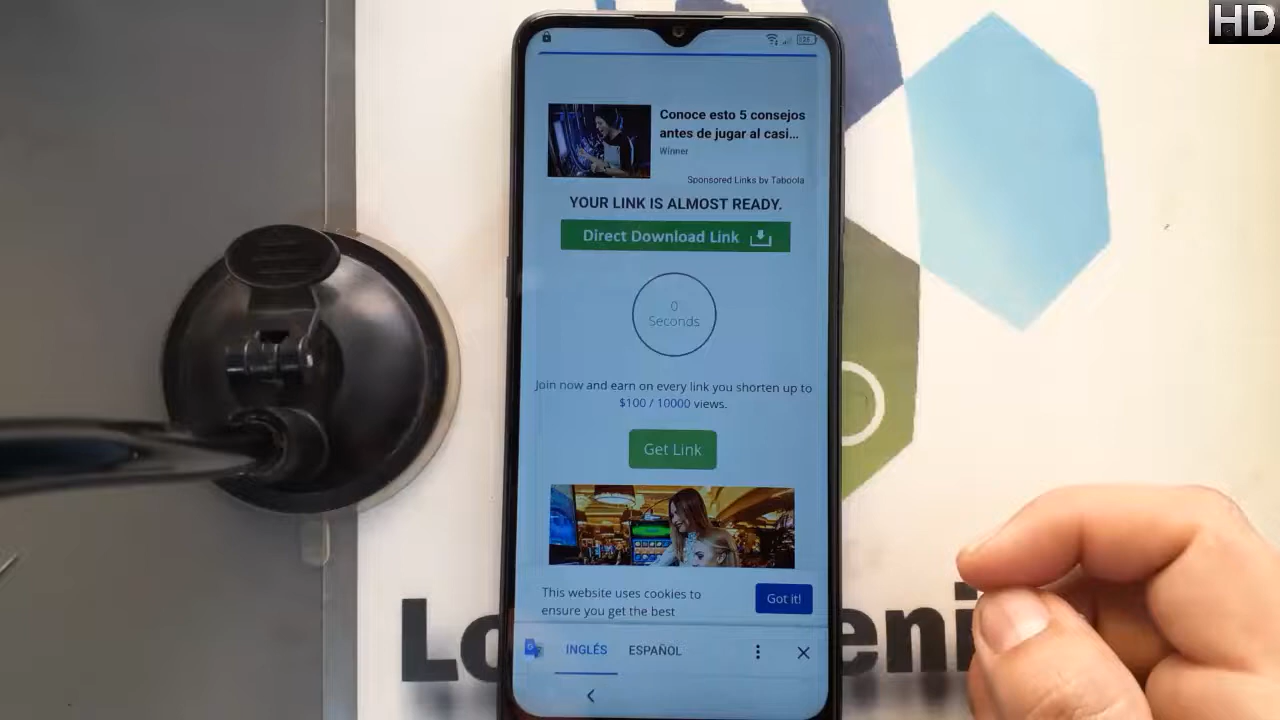 HD
Conoce esto 5 consejos
antes de jugar al casi...
Winner
Sponsored Links by Taboola
YOUR LINK IS ALMOST READY.
Direct Download Link
0
Seconds
Join now and earn on every link you shorten up to
$100 / 10000 views.
Get Link
This website uses cookies to
ensure you get the best
Got it!
INGLÉS
ESPAÑOL
Lo
eni